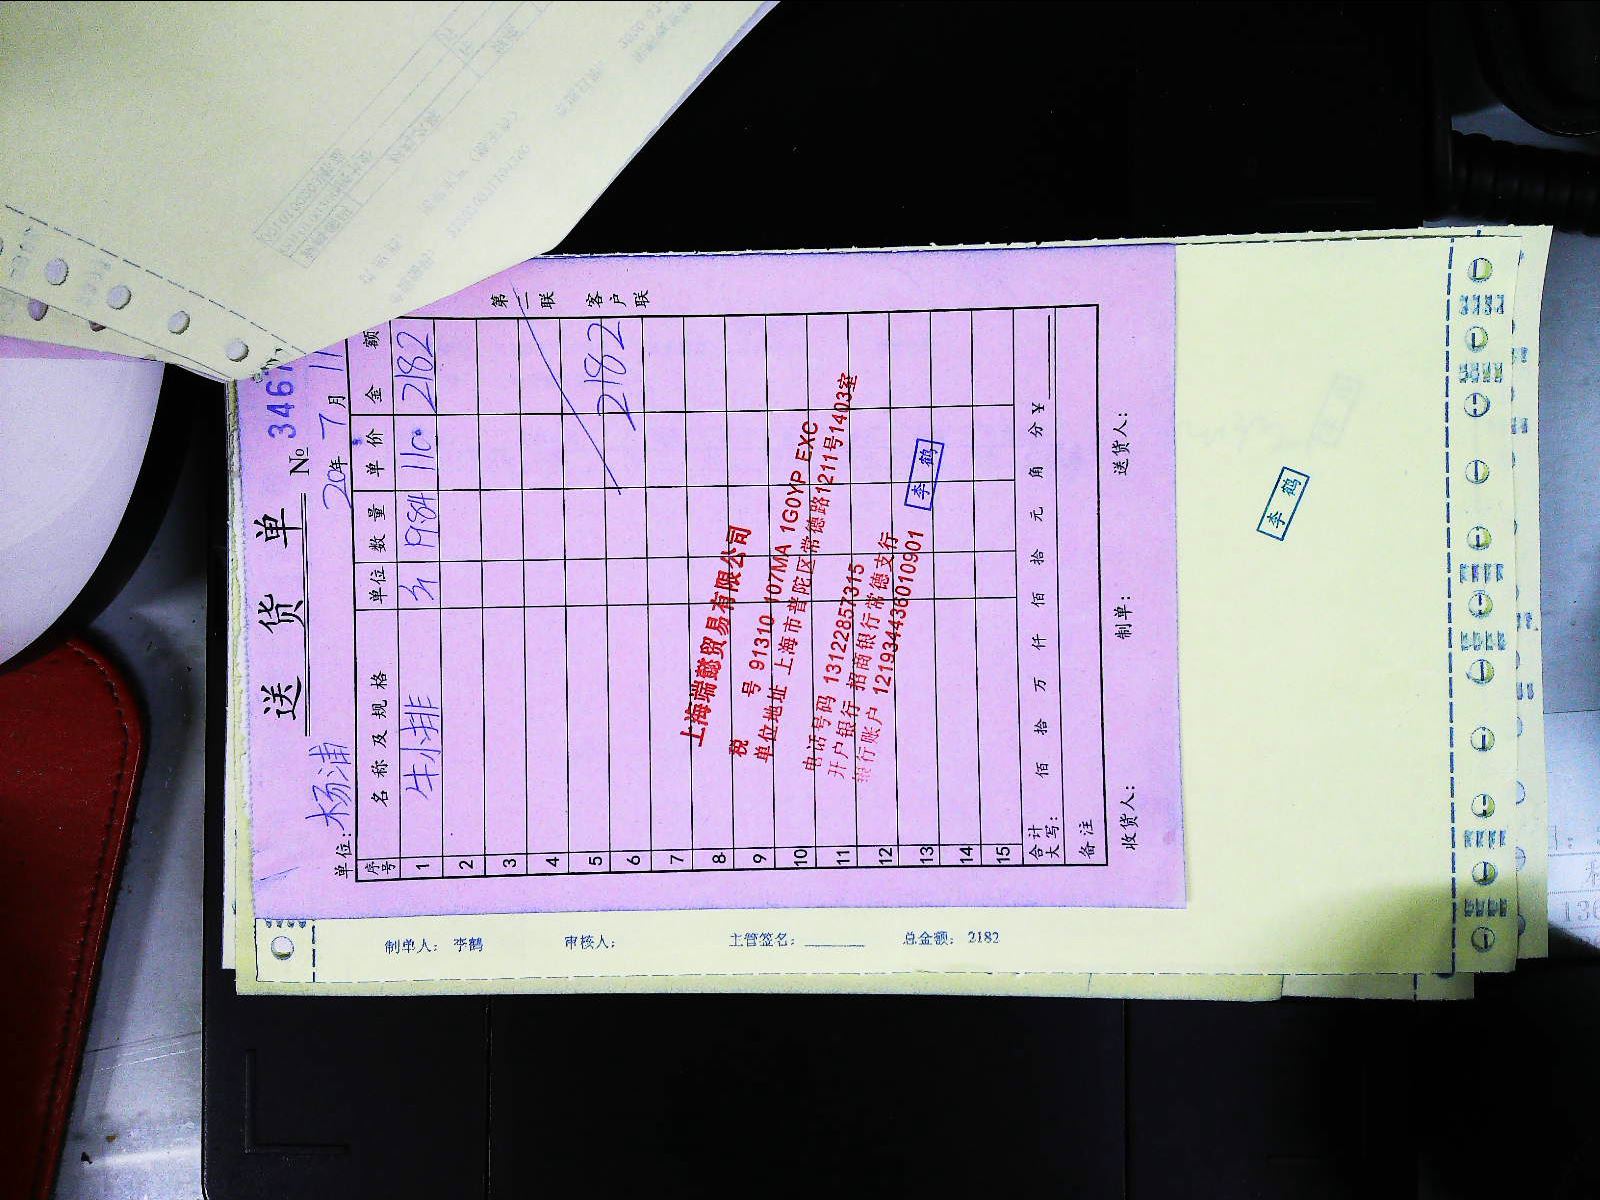 送货单
№ 3467
单位: 杨浦 20年 7月 11
序号 名称及规格 单位 数量 单价 金额
1 牛小排 斤 1984 110 2182
2
3
4
5
6 2182
7
8
9
10
11
12
13
14
15
合计大写: 佰 拾 万 仟 佰 拾 元 角 分 ¥
备注
收货人: 制单: 送货人:
第二联 客户联
上海端懿贸易有限公司
税 号 91310 107MA 1G0YP EXC
单位地址 上海市普陀区常德路1211号1403室
电话号码 13122857315
开户银行 招商银行常德支行
银行账户 121934436010901
李鹤
李鹤
制单人: 李鹤 审核人: 主管签名: 总金额: 2182